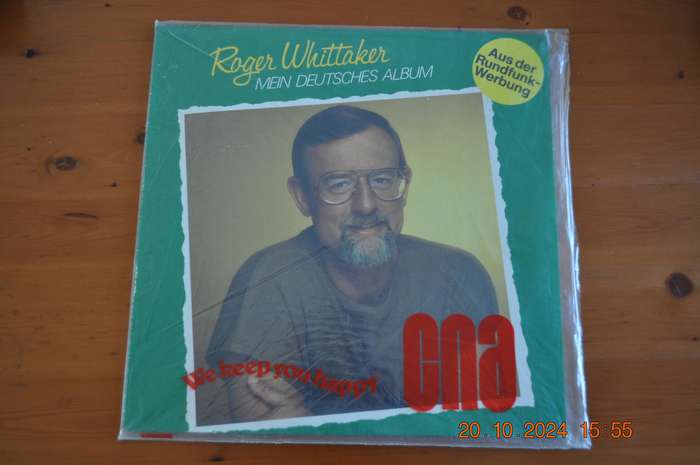 Roger Whittaker
MEIN DEUTSCHES ALBUM
Aus der
Rundfunk-
Werbung
We keep you happy
cna
20 10 2024 15 55